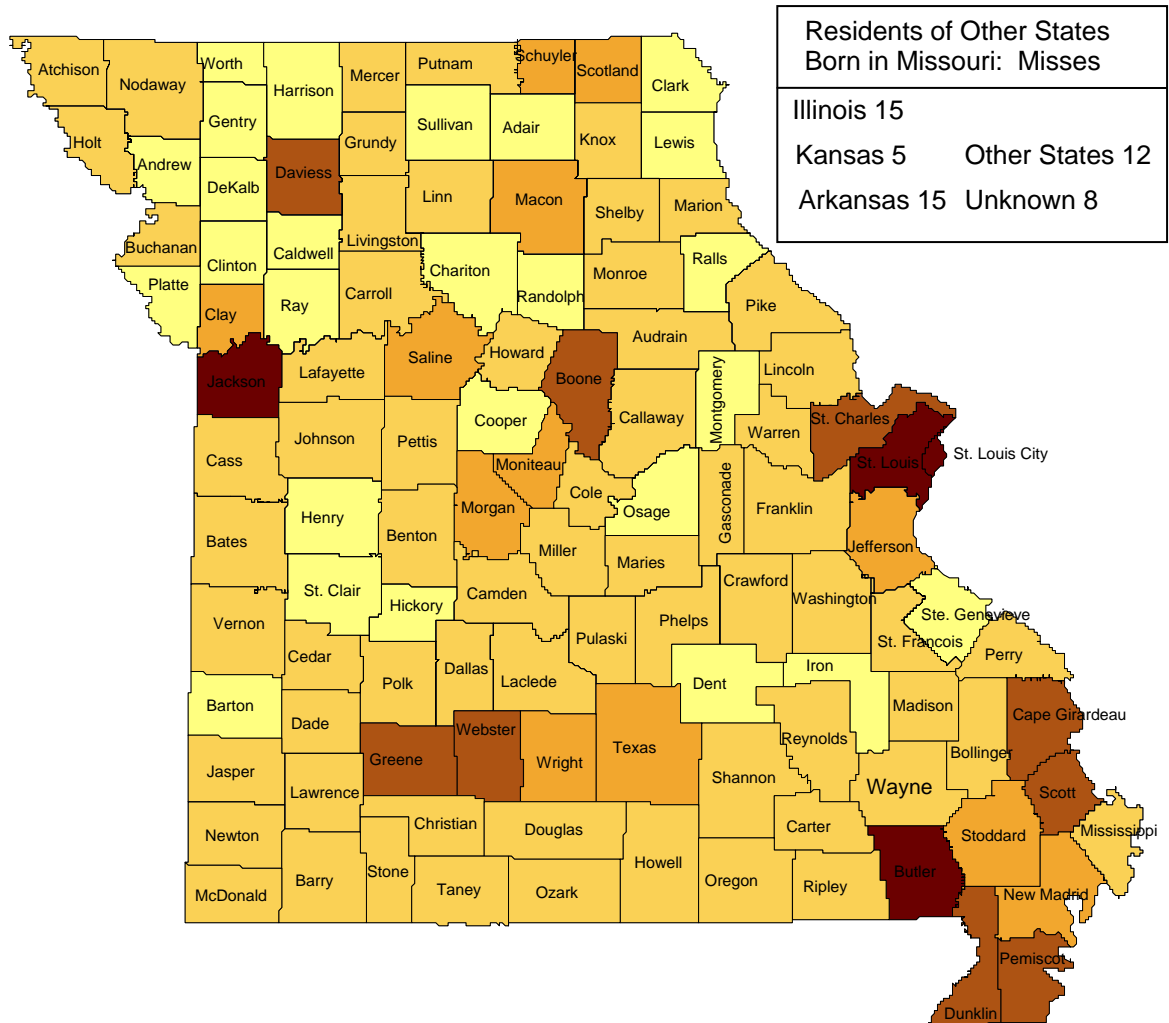 Residents of Other States
Born in Missouri: Misses
Illinois 15
Kansas 5 Other States 12
Arkansas 15 Unknown 8
Atchison
Nodaway
Worth
Harrison
Mercer
Putnam
Schuyler
Scotland
Clark
Gentry
Sullivan
Adair
Knox
Lewis
Holt
Andrew
DeKalb
Daviess
Grundy
Linn
Macon
Shelby
Marion
Buchanan
Clinton
Caldwell
Livingston
Chariton
Randolph
Monroe
Ralls
Platte
Clay
Ray
Carroll
Pike
Audrain
Jackson
Lafayette
Saline
Howard
Boone
Callaway
Montgomery
Lincoln
Warren
St. Charles
St. Louis
St. Louis City
Cass
Johnson
Pettis
Cooper
Moniteau
Cole
Osage
Gasconade
Franklin
Jefferson
Bates
Henry
Benton
Morgan
Miller
Maries
Crawford
Washington
St. Clair
Hickory
Camden
Pulaski
Phelps
St. Francois
Ste. Genevieve
Perry
Vernon
Cedar
Polk
Dallas
Laclede
Dent
Iron
Madison
Cape Girardeau
Barton
Dade
Greene
Webster
Wright
Texas
Reynolds
Bollinger
Jasper
Lawrence
Shannon
Wayne
Scott
Mississippi
Newton
Christian
Douglas
Howell
Carter
Stoddard
McDonald
Barry
Stone
Taney
Ozark
Oregon
Ripley
Butler
New Madrid
Pemiscot
Dunklin